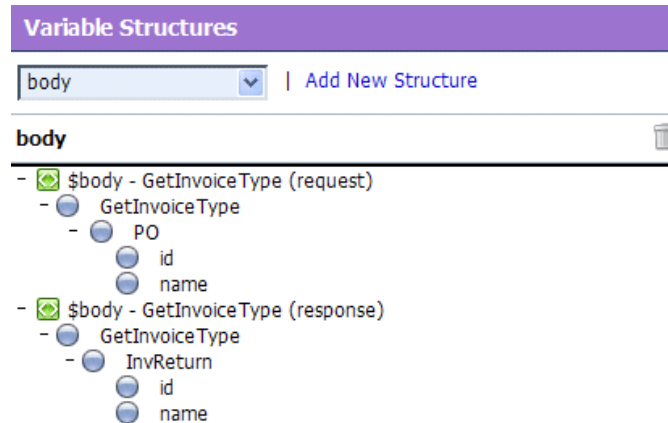 Variable Structures
body | Add New Structure
body
- $body - GetInvoiceType (request)
- GetInvoiceType
- PO
id
name
- $body - GetInvoiceType (response)
- GetInvoiceType
- InvReturn
id
name